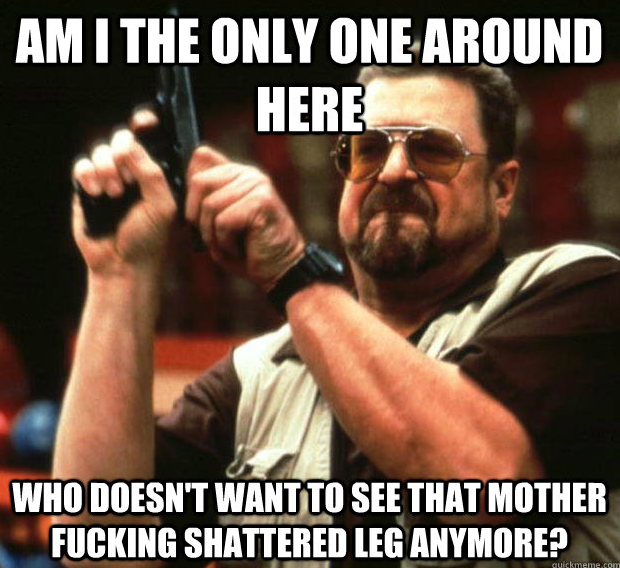 AM I THE ONLY ONE AROUND
HERE
WHO DOESN'T WANT TO SEE THAT MOTHER
FUCKING SHATTERED LEG ANYMORE?
quickmeme.com